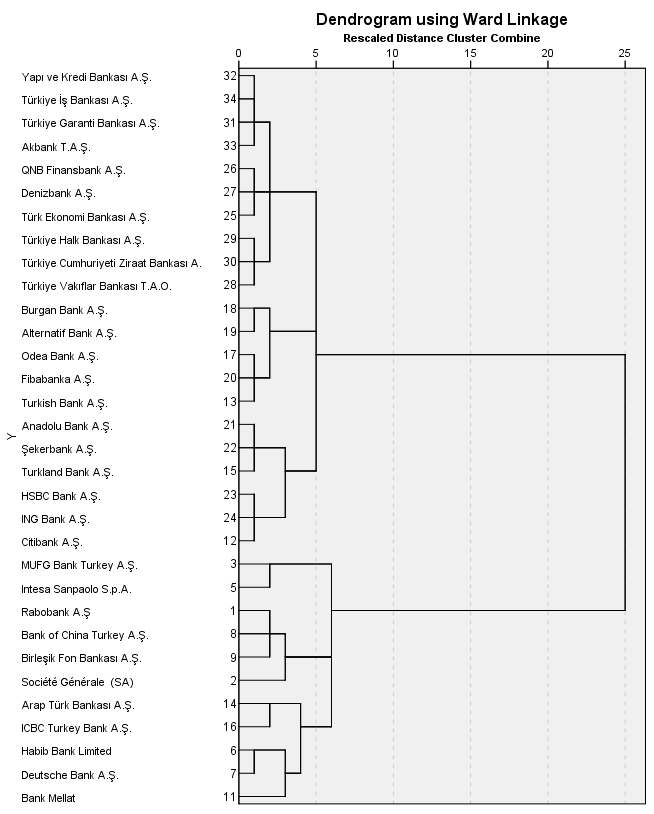 Dendrogram using Ward Linkage
Rescaled Distance Cluster Combine
0 5 10 15 20 25
Yapı ve Kredi Bankası A.Ş. 32
Türkiye İş Bankası A.Ş. 34
Türkiye Garanti Bankası A.Ş. 31
Akbank T.A.Ş. 33
QNB Finansbank A.Ş. 26
Denizbank A.Ş. 27
Türk Ekonomi Bankası A.Ş. 25
Türkiye Halk Bankası A.Ş. 29
Türkiye Cumhuriyeti Ziraat Bankası A. 30
Türkiye Vakıflar Bankası T.A.O. 28
Burgan Bank A.Ş. 18
Alternatif Bank A.Ş. 19
Odea Bank A.Ş. 17
Fibabanka A.Ş. 20
Turkish Bank A.Ş. 13
Anadolu Bank A.Ş. 21
Y
Şekerbank A.Ş. 22
Turkland Bank A.Ş. 15
HSBC Bank A.Ş. 23
ING Bank A.Ş. 24
Citibank A.Ş. 12
MUFG Bank Turkey A.Ş. 3
Intesa Sanpaolo S.p.A. 5
Rabobank A.Ş 1
Bank of China Turkey A.Ş. 8
Birleşik Fon Bankası A.Ş. 9
Société Générale (SA) 2
Arap Türk Bankası A.Ş. 14
ICBC Turkey Bank A.Ş. 16
Habib Bank Limited 6
Deutsche Bank A.Ş. 7
Bank Mellat 11